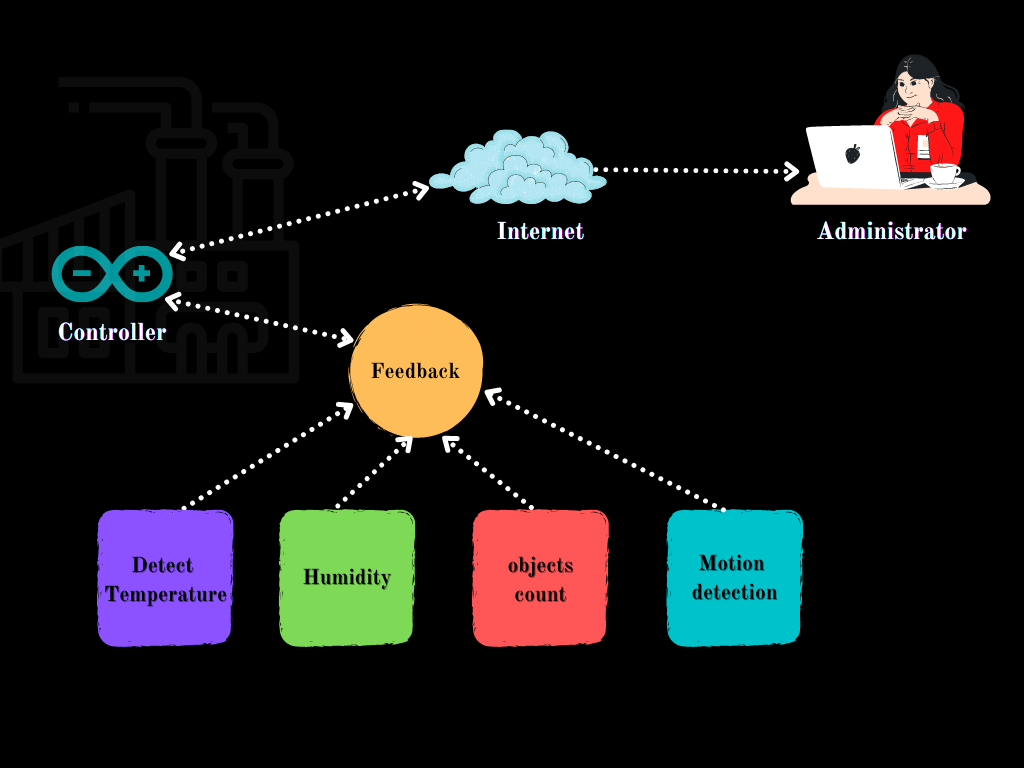 Internet
Administrator
Controller
Feedback
Detect
Temperature
Humidity
objects
count
Motion
detection